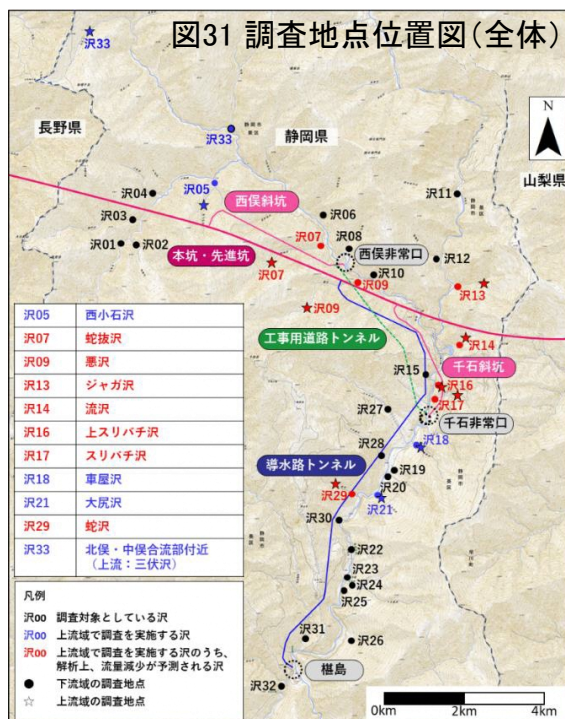 図31 調査地点位置図(全体)
沢33
長野県
静岡県
山梨県
N
沢33
沢05
西俣斜坑
沢11
沢04
沢03
沢06
沢01
沢02
沢07
沢08
西俣非常口
沢12
本坑・先進坑
沢07
沢10
沢09
沢13
沢09
沢14
工事用道路トンネル
千石斜坑
沢15
沢16
沢17
沢27
千石非常口
沢18
沢28
導水路トンネル
沢19
沢20
沢29
沢21
沢30
沢22
沢23
沢24
沢25
沢31
沢26
椹島
沢32
沢05 西小石沢
沢07 蛇抜沢
沢09 悪沢
沢13 ジャガ沢
沢14 流沢
沢16 上スリバチ沢
沢17 スリバチ沢
沢18 車屋沢
沢21 大尻沢
沢29 蛇沢
沢33 北俣・中俣合流部付近
(上流:三伏沢)
凡例
沢00 調査対象としている沢
沢00 上流域で調査を実施する沢
沢00 上流域で調査を実施する沢のうち、
解析上、流量減少が予測される沢
● 下流域の調査地点
☆ 上流域の調査地点
0km 2km 4km